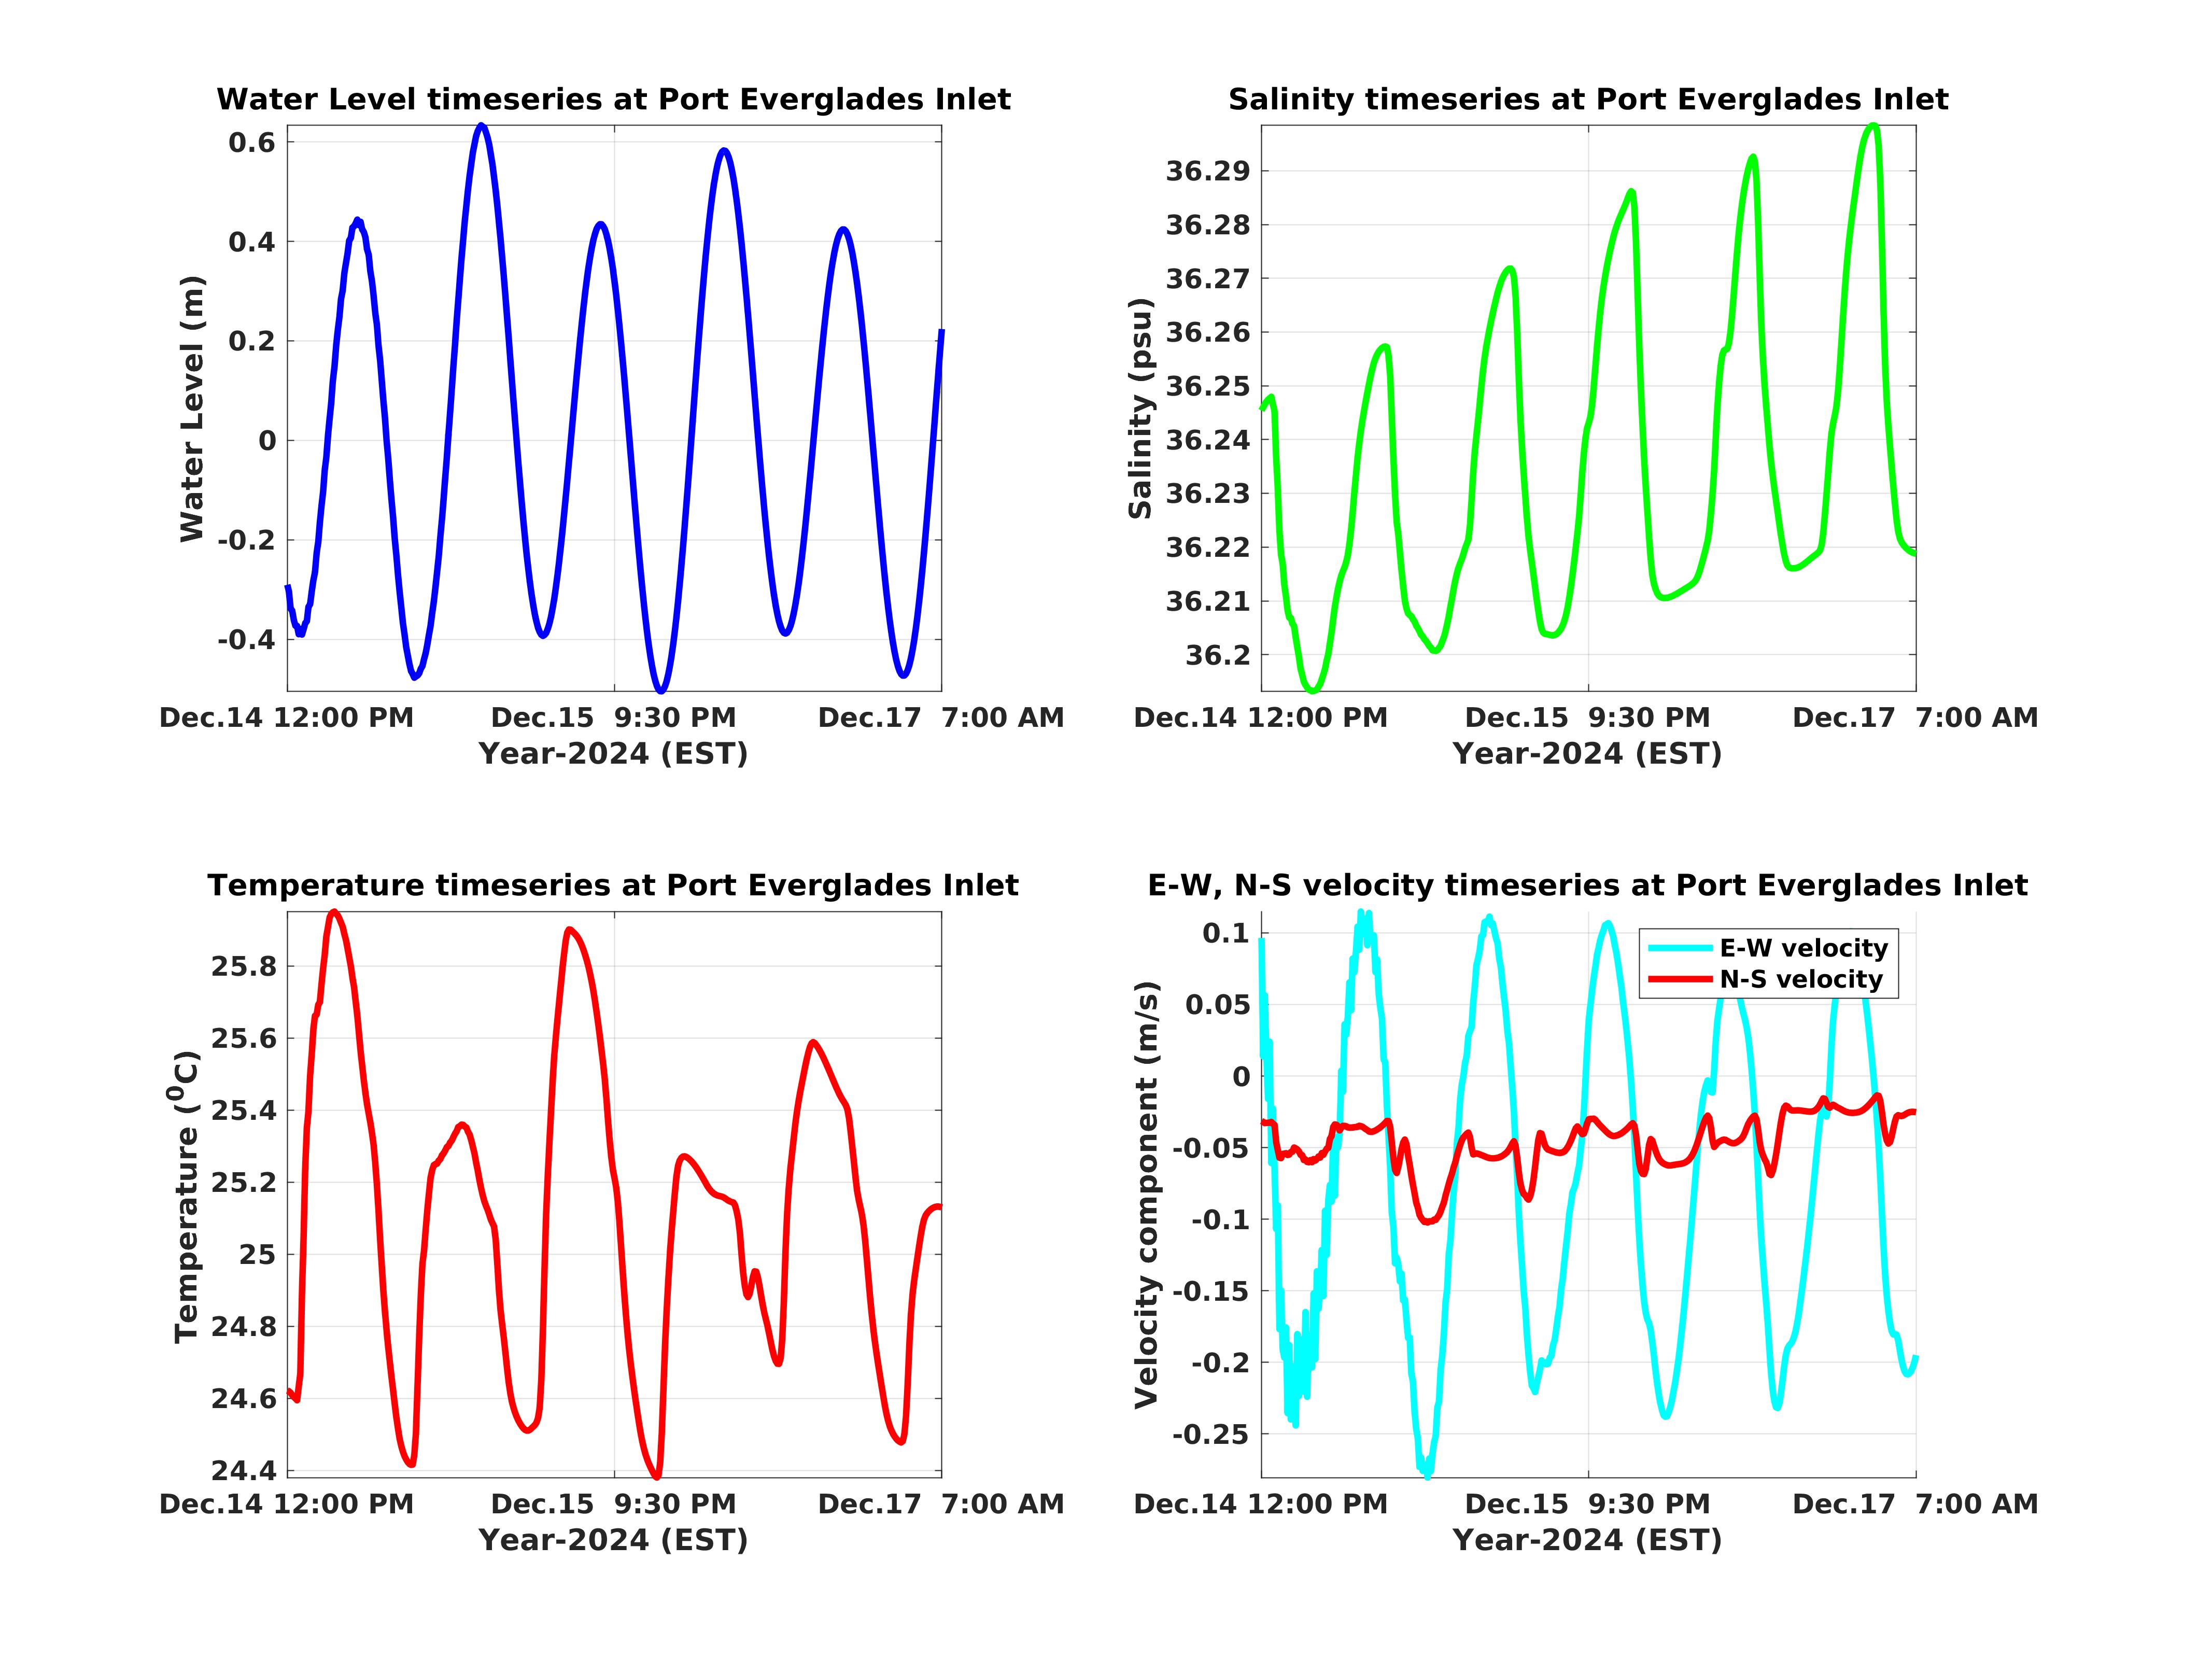 Water Level timeseries at Port Everglades Inlet
Water Level (m)
0.6
0.4
0.2
0
-0.2
-0.4
Dec.14 12:00 PM
Dec.15  9:30 PM
Dec.17  7:00 AM
Year-2024 (EST)
Salinity timeseries at Port Everglades Inlet
Salinity (psu)
36.29
36.28
36.27
36.26
36.25
36.24
36.23
36.22
36.21
36.2
Dec.14 12:00 PM
Dec.15  9:30 PM
Dec.17  7:00 AM
Year-2024 (EST)
Temperature timeseries at Port Everglades Inlet
Temperature (⁰C)
25.8
25.6
25.4
25.2
25
24.8
24.6
24.4
Dec.14 12:00 PM
Dec.15  9:30 PM
Dec.17  7:00 AM
Year-2024 (EST)
E-W, N-S velocity timeseries at Port Everglades Inlet
Velocity component (m/s)
0.1
0.05
0
-0.05
-0.1
-0.15
-0.2
-0.25
E-W velocity
N-S velocity
Dec.14 12:00 PM
Dec.15  9:30 PM
Dec.17  7:00 AM
Year-2024 (EST)